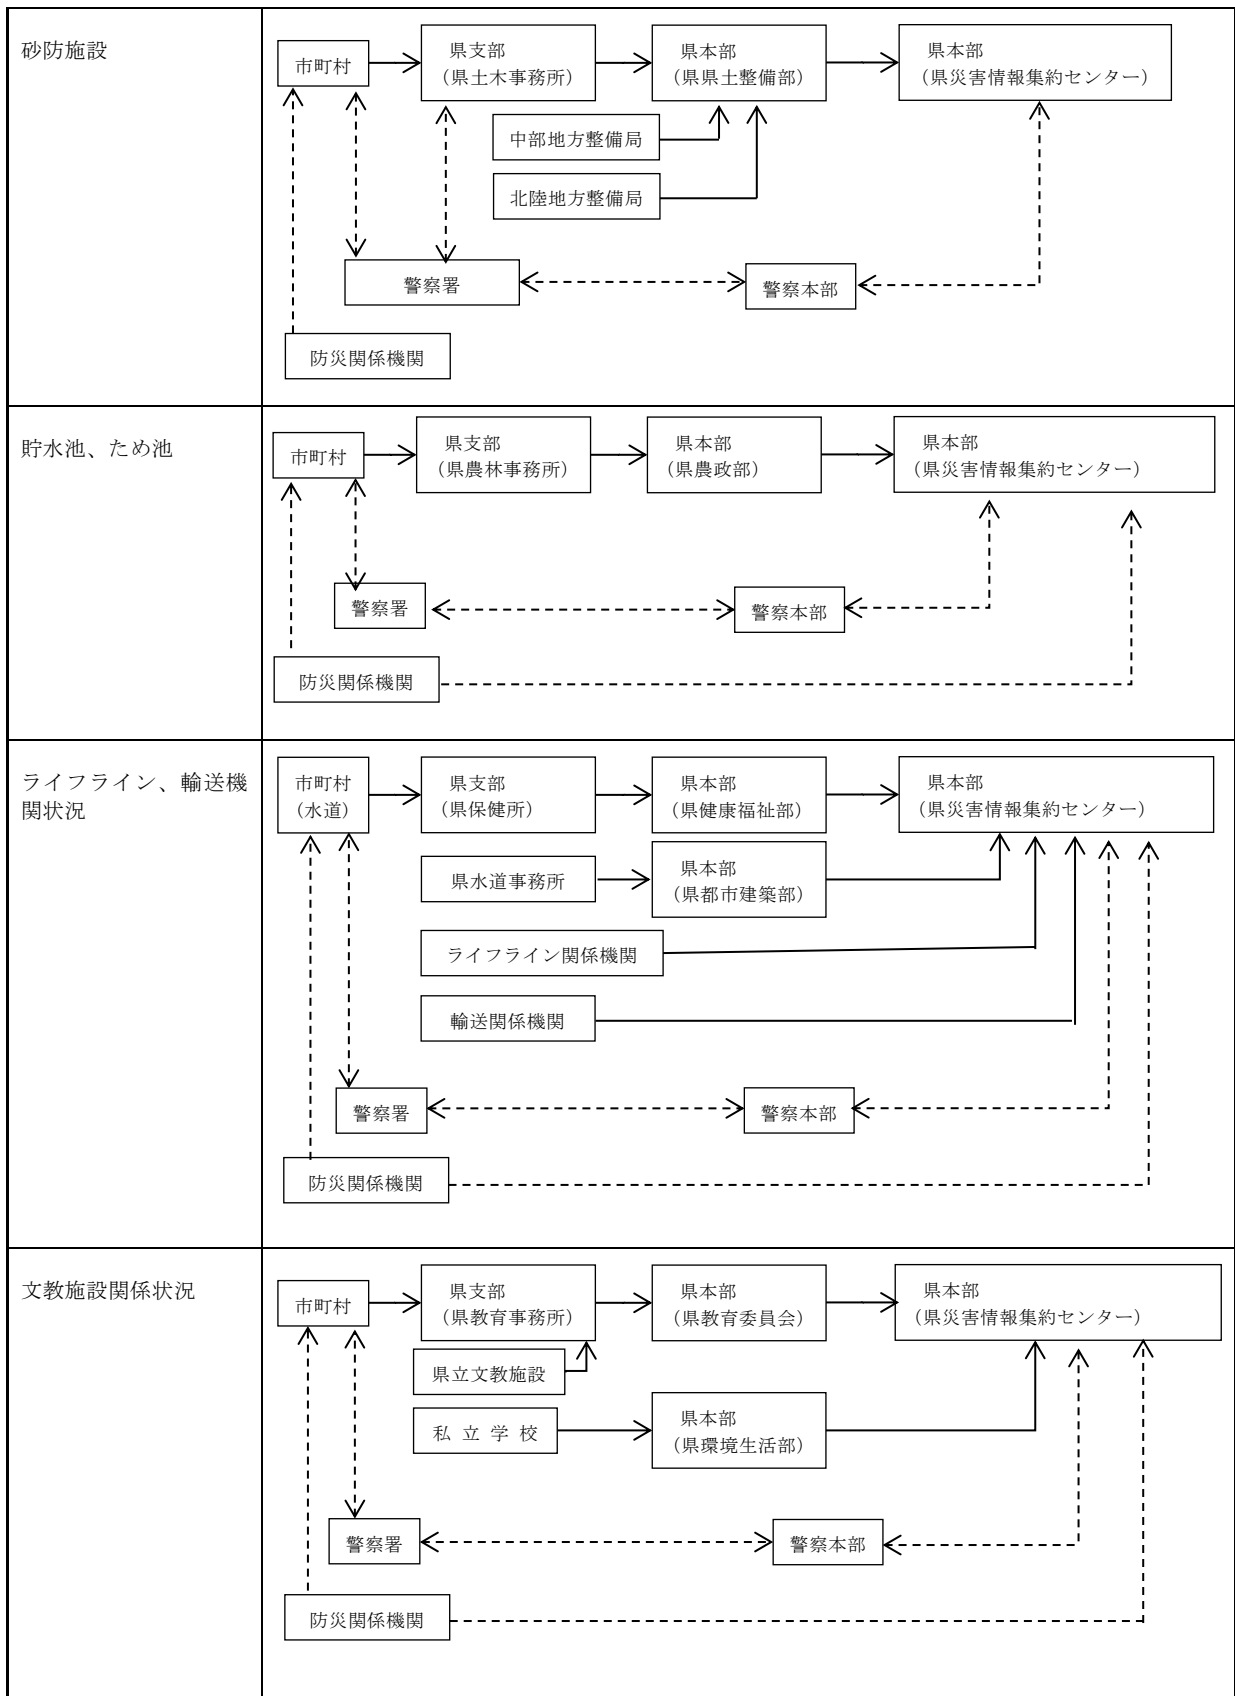 砂防施設
市町村
県支部
（県土木事務所）
県本部
（県県土整備部）
県本部
（県災害情報集約センター）
中部地方整備局
北陸地方整備局
警察署
警察本部
防災関係機関
貯水池、ため池
市町村
県支部
（県農林事務所）
県本部
（県農政部）
県本部
（県災害情報集約センター）
警察署
警察本部
防災関係機関
ライフライン、輸送機
関状況
市町村
（水道）
県支部
（県保健所）
県本部
（県健康福祉部）
県本部
（県災害情報集約センター）
県水道事務所
県本部
（県都市建築部）
ライフライン関係機関
輸送関係機関
警察署
警察本部
防災関係機関
文教施設関係状況
市町村
県支部
（県教育事務所）
県本部
（県教育委員会）
県本部
（県災害情報集約センター）
県立文教施設
私 立 学 校
県本部
（県環境生活部）
警察署
警察本部
防災関係機関